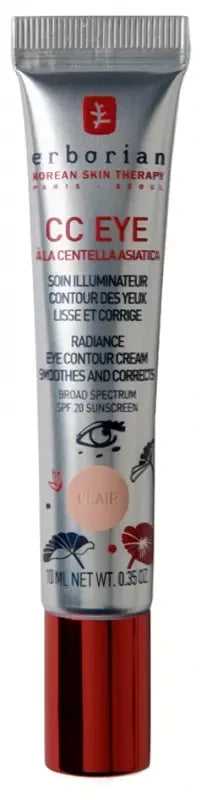 erborian
KOREAN SKIN THERAPY
PARIS · SÉOUL
CC EYE
À LA CENTELLA ASIATICA
SOIN ILLUMINATEUR
CONTOUR DES YEUX
LISSE ET CORRIGE
RADIANCE
EYE CONTOUR CREAM
SMOOTHES AND CORRECTS
BROAD SPECTRUM
SPF 20 SUNSCREEN
CLAIR
10 ML NET WT. 0.35 OZ